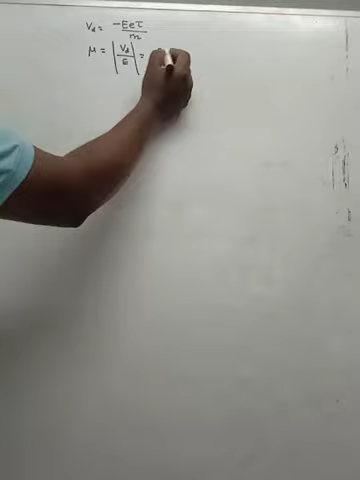 Vd = -Eeτ/m
μ = |Vd/E| =